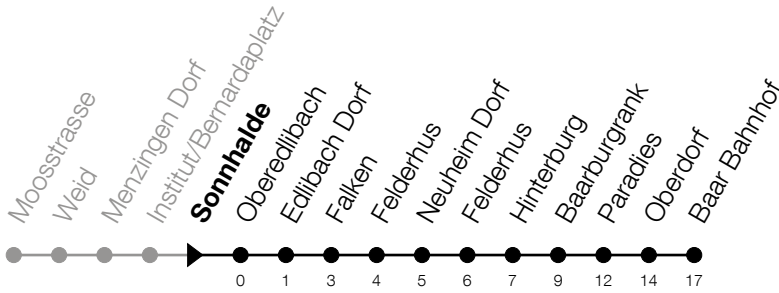 Moosstrasse
Weid
Menzingen Dorf
Institut/Bernardaplatz
Sonnhalde
Oberedlibach
Edlibach Dorf
Falken
Felderhus
Neuheim Dorf
Felderhus
Hinterburg
Baarburgrank
Paradies
Oberdorf
Baar Bahnhof
0 1 3 4 5 6 7 9 12 14 17